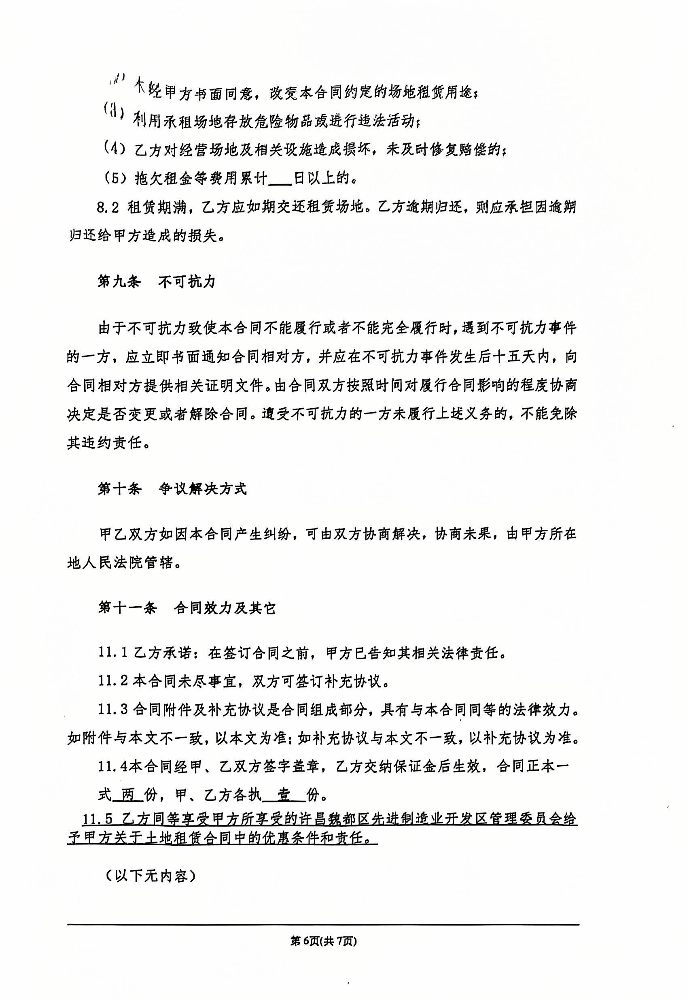 未经甲方书面同意，改变本合同约定的场地租赁用途；
(3) 利用承租场地存放危险物品或进行违法活动；
(4) 乙方对经营场地及相关设施造成损坏，未及时修复赔偿的；
(5) 拖欠租金等费用累计___日以上的。
8.2 租赁期满，乙方应如期交还租赁场地。乙方逾期归还，则应承担因逾期
归还给甲方造成的损失。
第九条 不可抗力
由于不可抗力致使本合同不能履行或者不能完全履行时，遇到不可抗力事件
的一方，应立即书面通知合同相对方，并应在不可抗力事件发生后十五天内，向
合同相对方提供相关证明文件。由合同双方按照时间对履行合同影响的程度协商
决定是否变更或者解除合同。遭受不可抗力的一方未履行上述义务的，不能免除
其违约责任。
第十条 争议解决方式
甲乙双方如因本合同产生纠纷，可由双方协商解决，协商未果，由甲方所在
地人民法院管辖。
第十一条 合同效力及其它
11.1 乙方承诺：在签订合同之前，甲方已告知其相关法律责任。
11.2 本合同未尽事宜，双方可签订补充协议。
11.3 合同附件及补充协议是合同组成部分，具有与本合同同等的法律效力。
如附件与本文不一致，以本文为准；如补充协议与本文不一致，以补充协议为准。
11.4本合同经甲、乙双方签字盖章，乙方交纳保证金后生效，合同正本一
式 两 份，甲、乙方各执 壹 份。
11.5 乙方同等享受甲方所享受的许昌魏都区先进制造业开发区管理委员会给
予甲方关于土地租赁合同中的优惠条件和责任。
（以下无内容）
第 6页(共 7页)